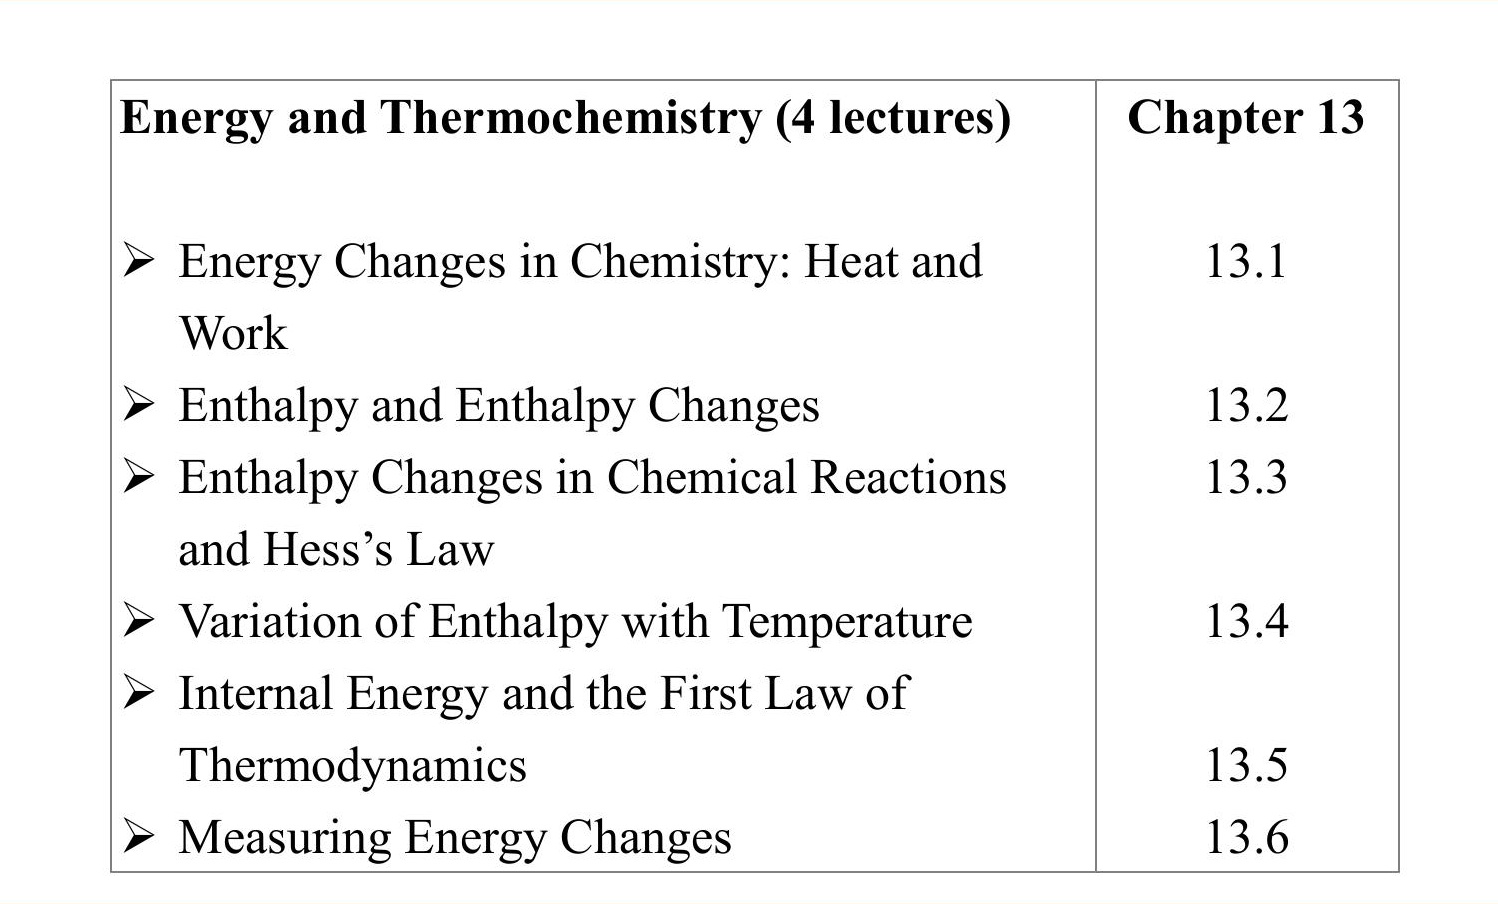 Energy and Thermochemistry (4 lectures) Chapter 13
➢ Energy Changes in Chemistry: Heat and 13.1
Work
➢ Enthalpy and Enthalpy Changes 13.2
➢ Enthalpy Changes in Chemical Reactions 13.3
and Hess’s Law
➢ Variation of Enthalpy with Temperature 13.4
➢ Internal Energy and the First Law of
Thermodynamics 13.5
➢ Measuring Energy Changes 13.6